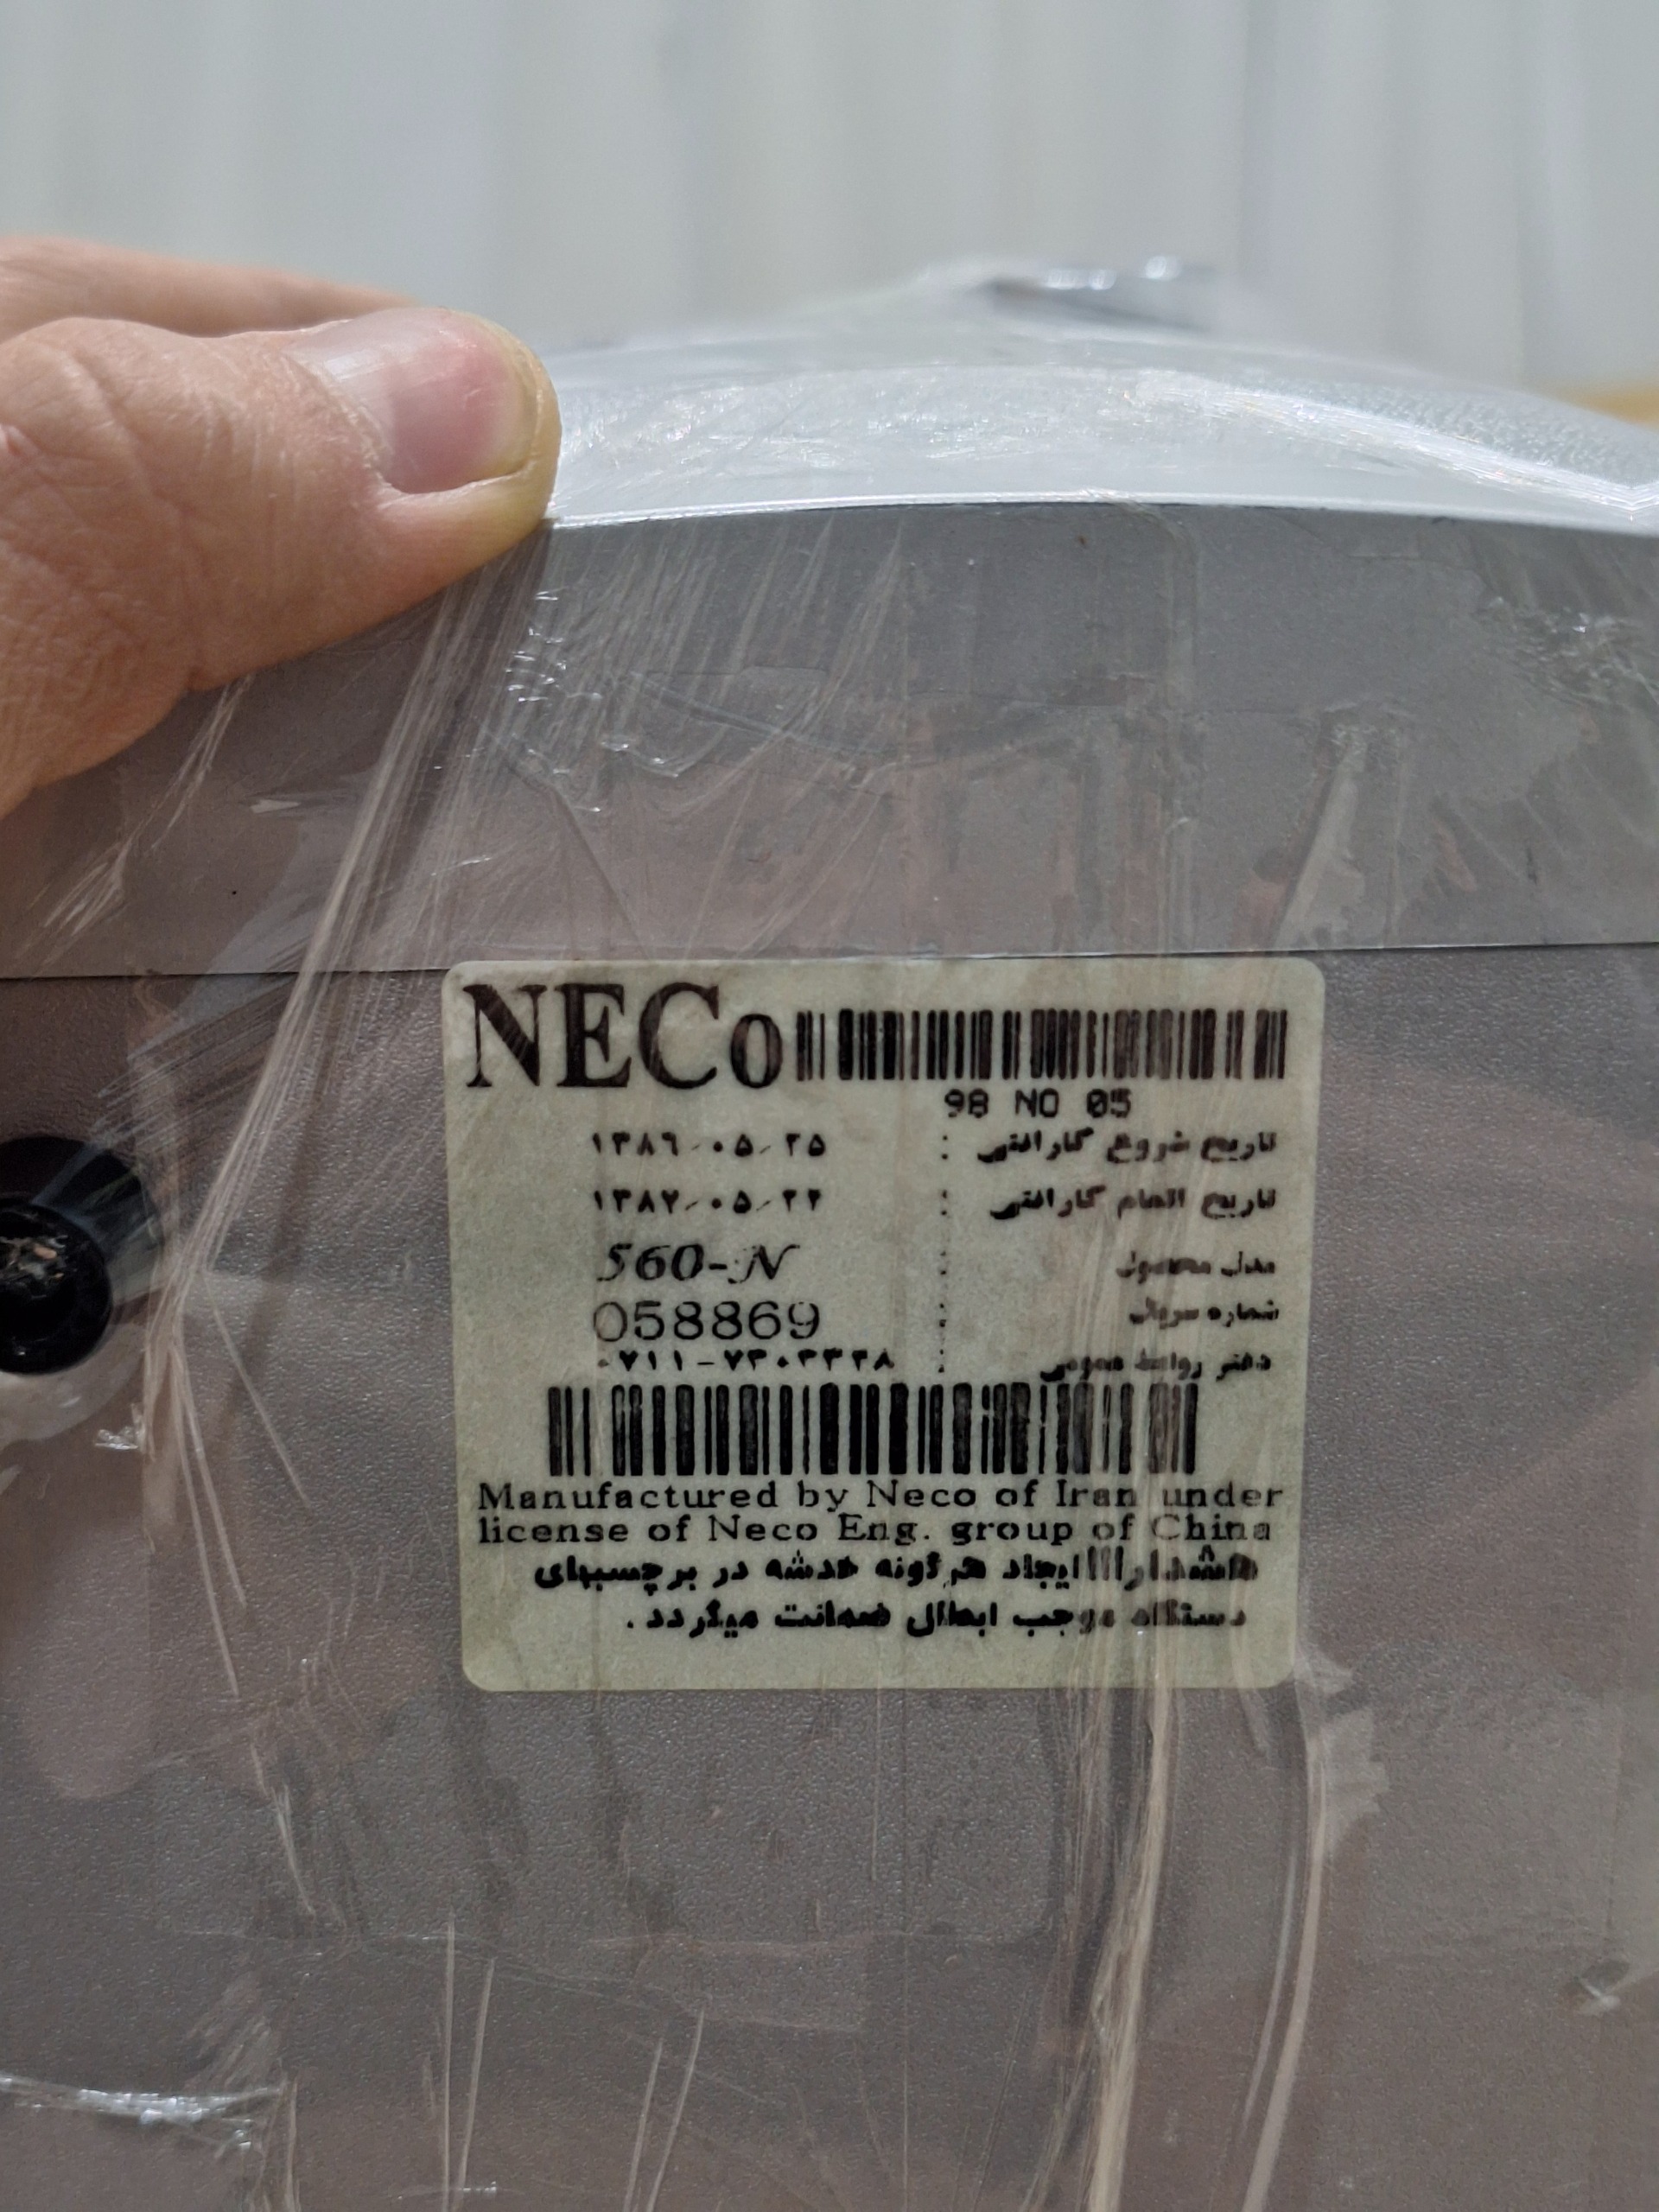 NECo
98 NO 05
تاریخ شروع گارانتی : ۱۳۸۶/۰۵/۲۵
تاریخ اتمام گارانتی : ۱۳۸۷/۰۵/۲۴
مدل محصول : 560-N
شماره سریال : 058869
دفتر روابط عمومی : ۰۷۱۱-۷۳۰۳۳۳۸
Manufactured by Neco of Iran under
license of Neco Eng. group of China
هشدار!!! ایجاد هرگونه خدشه در برچسبهای
دستگاه موجب ابطال ضمانت میگردد .